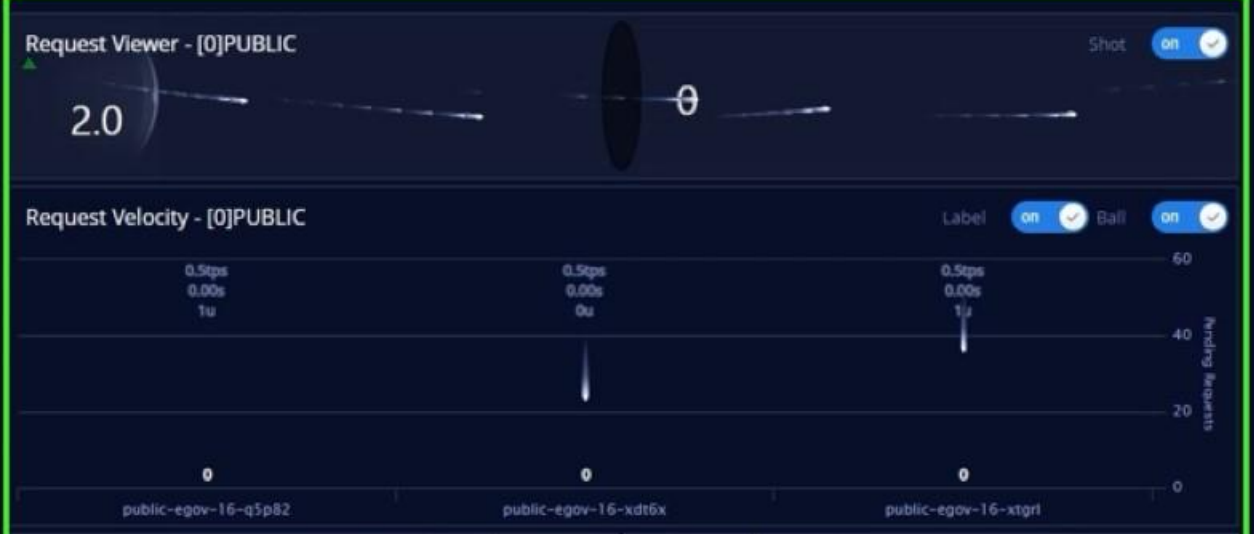 Request Viewer - [0]PUBLIC
Shot on
2.0
0
Request Velocity - [0]PUBLIC
Label on Ball on
60
0.5tps 0.5tps 0.5tps
0.00s 0.00s 0.00s
1u 0u 1u
40
Pending Requests
20
0 0 0
0
public-egov-16-q5p82 public-egov-16-xdt6x public-egov-16-xtgrl